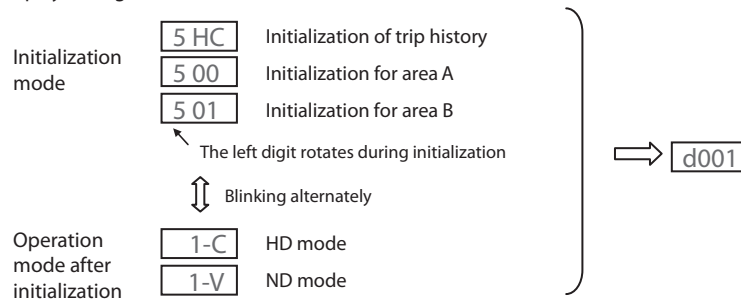 Initialization
mode
5 HC Initialization of trip history
5 00 Initialization for area A
5 01 Initialization for area B
The left digit rotates during initialization
d001
Blinking alternately
Operation
mode after
initialization
1-C HD mode
1-V ND mode